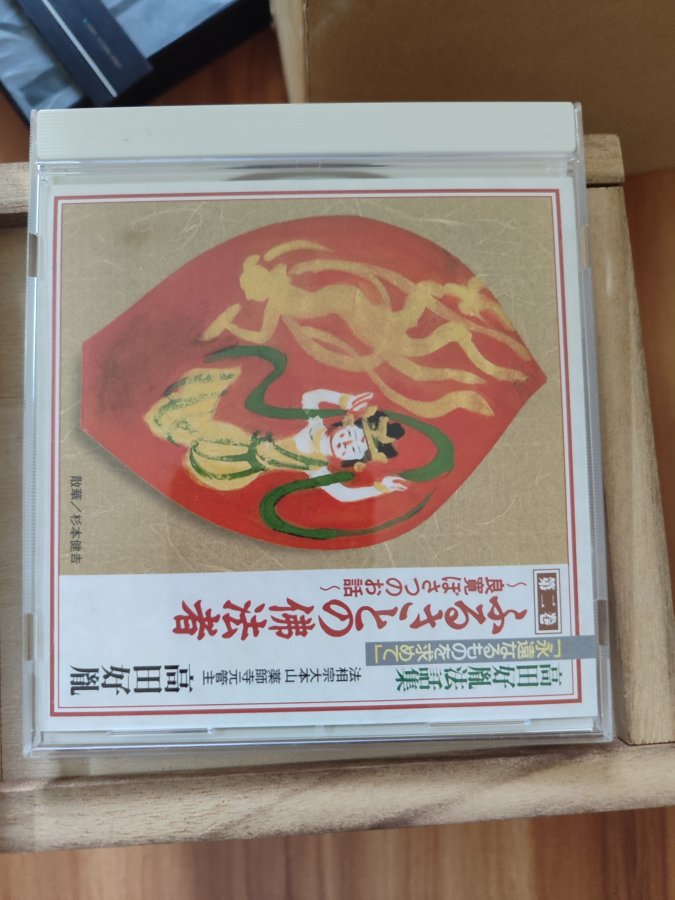 高田好胤法話集
「永遠なるものを求めて」
第二巻
ふるさとの佛法者
～良寛ぼさつのお話～
法相宗大本山薬師寺元管主
高田好胤
散華／杉本健吉